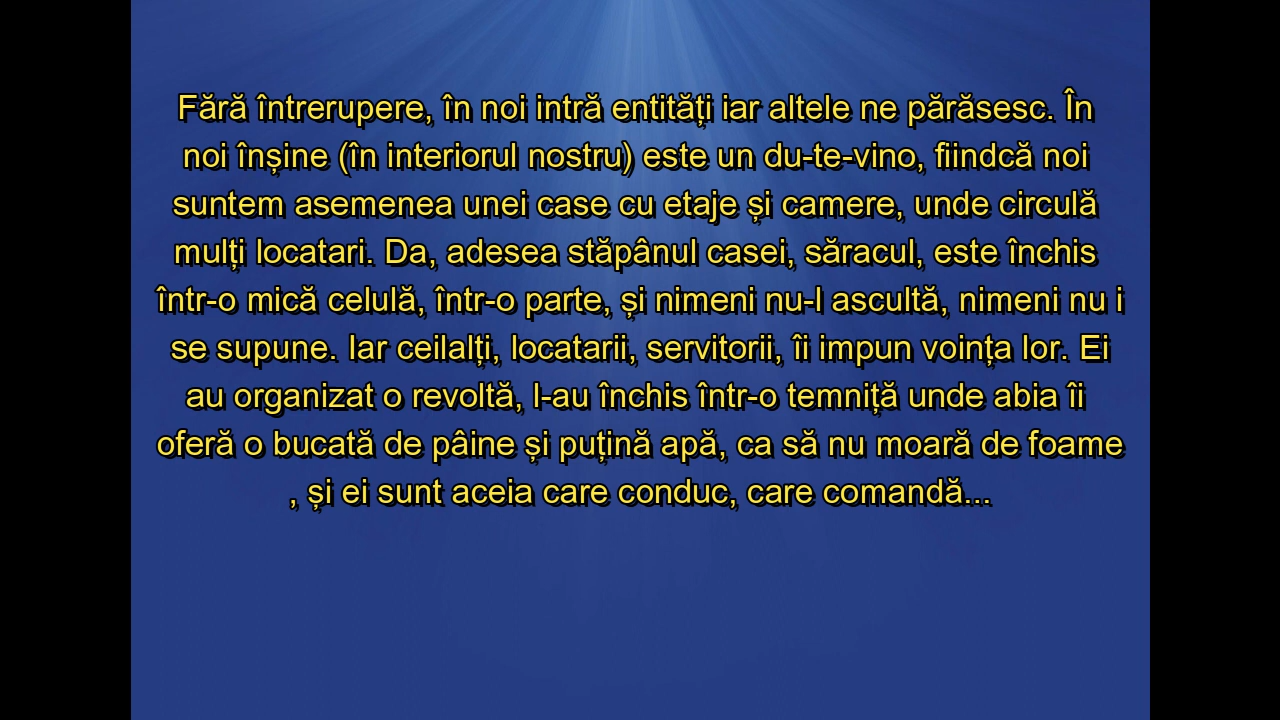 Fără întrerupere, în noi intră entități iar altele ne părăsesc. În
noi înșine (în interiorul nostru) este un du-te-vino, fiindcă noi
suntem asemenea unei case cu etaje și camere, unde circulă
mulți locatari. Da, adesea stăpânul casei, săracul, este închis
într-o mică celulă, într-o parte, și nimeni nu-l ascultă, nimeni nu i
se supune. Iar ceilalți, locatarii, servitorii, îi impun voința lor. Ei
au organizat o revoltă, l-au închis într-o temniță unde abia îi
oferă o bucată de pâine și puțină apă, ca să nu moară de foame
, și ei sunt aceia care conduc, care comandă...